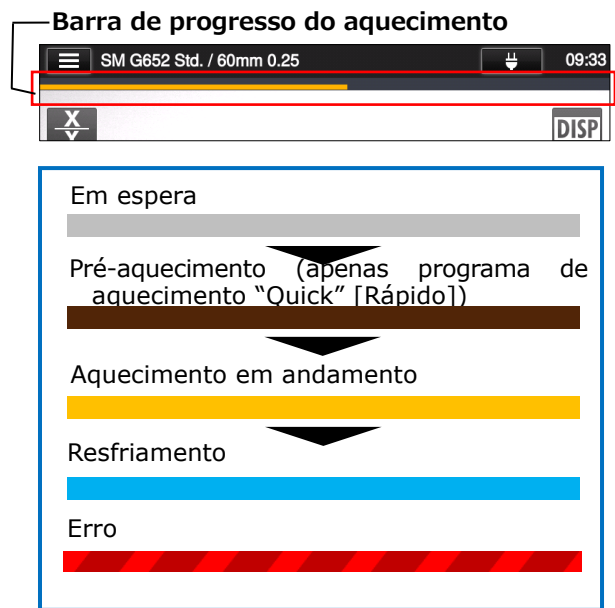 Barra de progresso do aquecimento
SM G652 Std. / 60mm 0.25 09:33
X
Y DISP
Em espera
Pré-aquecimento (apenas programa de
aquecimento “Quick” [Rápido])
Aquecimento em andamento
Resfriamento
Erro